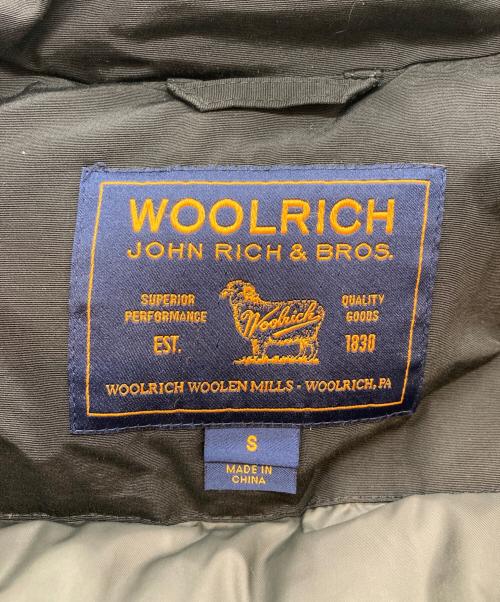 WOOLRICH
JOHN RICH & BROS.
SUPERIOR
PERFORMANCE
EST.
Woolrich
QUALITY
GOODS
1830
WOOLRICH WOOLEN MILLS - WOOLRICH, PA
S
MADE IN
CHINA